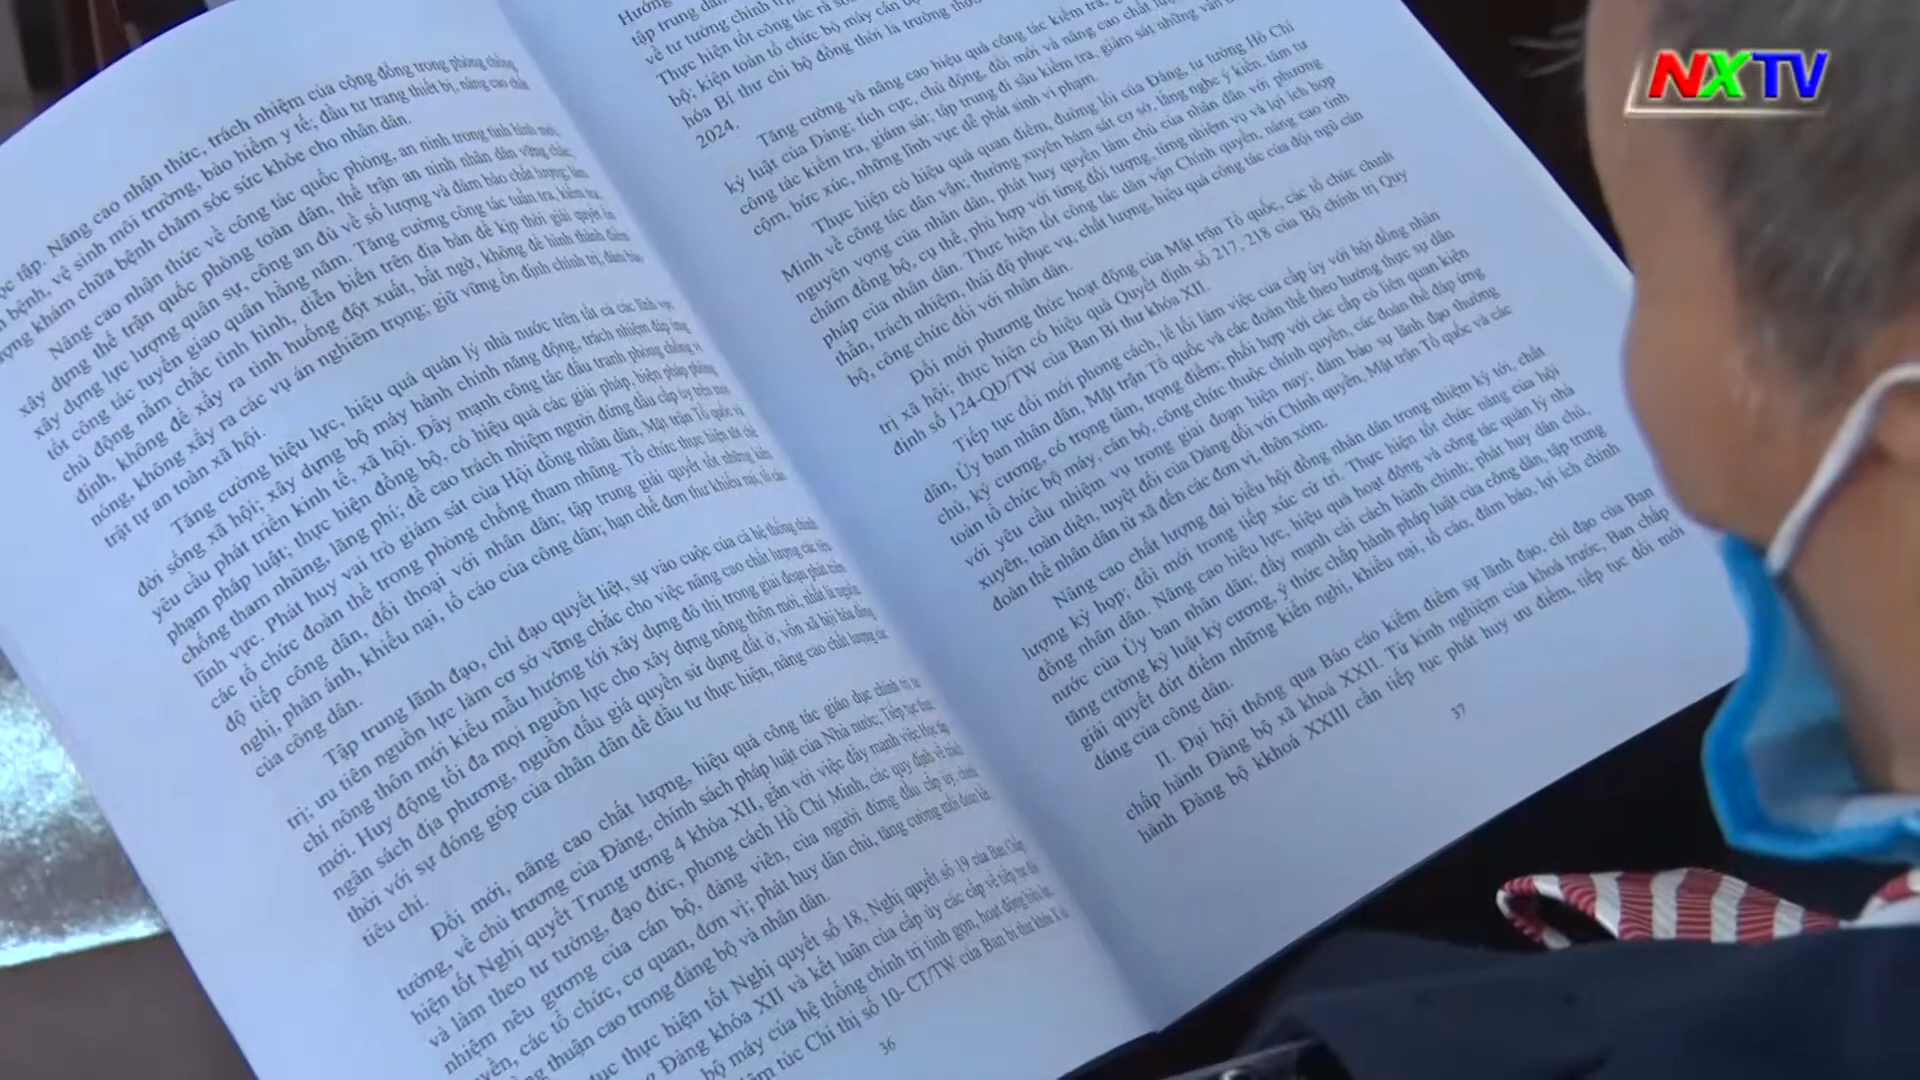 ọc tập. Nâng cao nhận thức, trách nhiệm của cộng đồng trong phòng chống
bệnh, vệ sinh môi trường, bảo hiểm y tế; đầu tư trang thiết bị, nâng cao chất
lượng khám chữa bệnh chăm sóc sức khỏe cho nhân dân.
Nâng cao nhận thức về công tác quốc phòng, an ninh trong tình hình mới,
xây dựng thế trận quốc phòng toàn dân, thế trận an ninh nhân dân vững chắc;
xây dựng lực lượng quân sự, công an đủ về số lượng và đảm bảo chất lượng; làm
tốt công tác tuyển giao quân hằng năm. Tăng cường công tác tuần tra, kiểm tra,
chủ động nắm chắc tình hình, diễn biến trên địa bàn để kịp thời giải quyết ổn
định, không để xẩy ra tình huống đột xuất, bất ngờ, không để hình thành điểm
nóng, không xảy ra các vụ án nghiêm trọng, giữ vững ổn định chính trị, đảm bảo
trật tự an toàn xã hội.
Tăng cường hiệu lực, hiệu quả quản lý nhà nước trên tất cả các lĩnh vực
đời sống xã hội; xây dựng bộ máy hành chính năng động, trách nhiệm đáp ứng
yêu cầu phát triển kinh tế, xã hội. Đẩy mạnh công tác đấu tranh phòng chống vi
phạm pháp luật; thực hiện đồng bộ, có hiệu quả các giải pháp, biện pháp phòng
chống tham nhũng, lãng phí; đề cao trách nhiệm người đứng đầu cấp ủy trên mọi
lĩnh vực. Phát huy vai trò giám sát của Hội đồng nhân dân, Mặt trận Tổ quốc và
các tổ chức đoàn thể trong phòng chống tham nhũng. Tổ chức thực hiện tốt chế
độ tiếp công dân, đối thoại với nhân dân; tập trung giải quyết tốt những kiến
nghị, phản ánh, khiếu nại, tố cáo của công dân; hạn chế đơn thư khiếu nại, tố cáo
của công dân.
Tập trung lãnh đạo, chỉ đạo quyết liệt, sự vào cuộc của cả hệ thống chính
trị; ưu tiên nguồn lực làm cơ sở vững chắc cho việc nâng cao chất lượng các tiêu
chí nông thôn mới kiểu mẫu hướng tới xây dựng đô thị trong giai đoạn phát triển
mới. Huy động tối đa mọi nguồn lực cho xây dựng nông thôn mới, nhất là nguồn
ngân sách địa phương, nguồn đấu giá quyền sử dụng đất ở, vốn xã hội hóa đồng
thời với sự đóng góp của nhân dân để đầu tư thực hiện, nâng cao chất lượng các
tiêu chí.
Đổi mới, nâng cao chất lượng, hiệu quả công tác giáo dục chính trị, tư
tưởng, về chủ trương của Đảng, chính sách pháp luật của Nhà nước. Tiếp tục thực
hiện tốt Nghị quyết Trung ương 4 khóa XII, gắn với việc đẩy mạnh việc học tập
và làm theo tư tưởng, đạo đức, phong cách Hồ Chí Minh, các quy định về trách
nhiệm nêu gương của cán bộ, đảng viên, của người đứng đầu cấp ủy, chính
yền, các tổ chức, cơ quan, đơn vị; phát huy dân chủ, tăng cường mối đoàn kết
thuận cao trong đảng bộ và nhân dân.
tục thực hiện tốt Nghị quyết số 18, Nghị quyết số 19 của Ban Chấp
Đảng khóa XII và kết luận của cấp ủy các cấp về tiếp tục đổi
bộ máy của hệ thống chính trị tinh gọn, hoạt động hiệu lực,
túc Chỉ thị số 10- CT/TW của Ban bí thư khóa X về
36
Hướng
tập trung dân
về tư tưởng chính trị
Thực hiện tốt công tác rà soá
bộ; kiện toàn tổ chức bộ máy cán bộ
hóa Bí thư chi bộ đồng thời là trưởng thôn
2024.
Tăng cường và nâng cao hiệu quả công tác kiểm tra, giá
kỷ luật của Đảng; tích cực, chủ động, đổi mới và nâng cao chất lượ
công tác kiểm tra, giám sát; tập trung đi sâu kiểm tra, giám sát những vấn đ
cộm, bức xúc, những lĩnh vực dễ phát sinh vi phạm.
Thực hiện có hiệu quả quan điểm, đường lối của Đảng, tư tưởng Hồ Chí
Minh về công tác dân vận; thường xuyên bám sát cơ sở, lắng nghe ý kiến, tâm tư
nguyện vọng của nhân dân, phát huy quyền làm chủ của nhân dân với phương
châm đồng bộ, cụ thể, phù hợp với từng đối tượng, từng nhiệm vụ và lợi ích hợp
pháp của nhân dân. Thực hiện tốt công tác dân vận Chính quyền, nâng cao tinh
thần, trách nhiệm, thái độ phục vụ, chất lượng, hiệu quả công tác của đội ngũ cán
bộ, công chức đối với nhân dân.
Đổi mới phương thức hoạt động của Mặt trận Tổ quốc, các tổ chức chính
trị xã hội; thực hiện có hiệu quả Quyết định số 217, 218 của Bộ chính trị Quy
định số 124-QĐ/TW của Ban Bí thư khóa XII.
Tiếp tục đổi mới phong cách, lề lối làm việc của cấp ủy với hội đồng nhân
dân, Ủy ban nhân dân, Mặt trận Tổ quốc và các đoàn thể theo hướng thực sự dân
chủ, kỷ cương, có trọng tâm, trọng điểm; phối hợp với các cấp có liên quan kiện
toàn tổ chức bộ máy, cán bộ, công chức thuộc chính quyền, các đoàn thể đáp ứng
với yêu cầu nhiệm vụ trong giai đoạn hiện nay; đảm bảo sự lãnh đạo thường
xuyên, toàn diện, tuyệt đối của Đảng đối với Chính quyền, Mặt trận Tổ quốc và các
đoàn thể nhân dân từ xã đến các đơn vị, thôn xóm.
Nâng cao chất lượng đại biểu hội đồng nhân dân trong nhiệm kỳ tới, chất
lượng kỳ họp; đổi mới trong tiếp xúc cử tri. Thực hiện tốt chức năng của hội
đồng nhân dân. Nâng cao hiệu lực, hiệu quả hoạt động và công tác quản lý nhà
nước của Ủy ban nhân dân; đẩy mạnh cải cách hành chính; phát huy dân chủ,
tăng cường kỷ luật kỷ cương, ý thức chấp hành pháp luật của công dân, tập trung
giải quyết dứt điểm những kiến nghị, khiếu nại, tố cáo, đảm bảo, lợi ích chính
đáng của công dân.
II. Đại hội thông qua Báo cáo kiểm điểm sự lãnh đạo, chỉ đạo của Ban
chấp hành Đảng bộ xã khoá XXXII. Từ kinh nghiệm của khoá trước, Ban chấp
hành Đảng bộ kkhoá XXXIII cần tiếp tục phát huy ưu điểm, tiếp tục đổi mới
37
NXTV